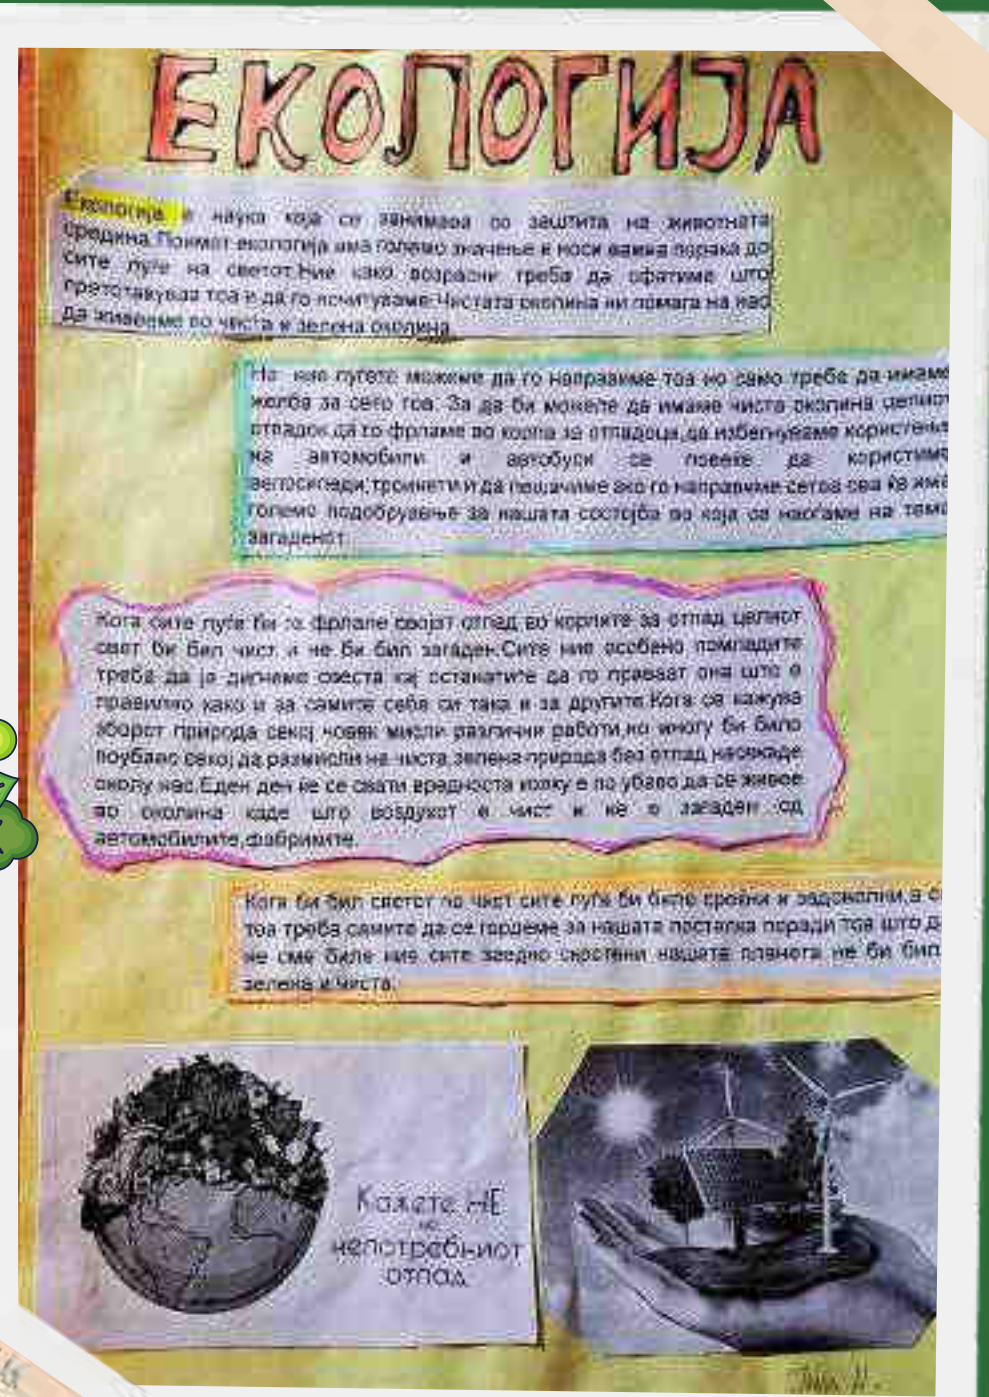 ЕКОЛОГИЈА
Екологија е наука која се занимава со заштита на животната
средина.Поимот екологија има големо значење и носи важна порака до
сите луѓе на светот.Ние како возрасни треба да сфатиме што
претставува тоа и да го почитуваме.Чистата околина ни помага на нас
да живееме во чиста и зелена околина.
ние луѓето можеме да го направиме тоа но само треба да имаме
желба за сето тоа. За да би можеле да имаме чиста околина целиот
отпадок да го фрламе во корпа за отпадоци,да избегнуваме користење
на автомобили и автобуси се повеќе да користиме
велосипеди,тротинети и да пешачиме ако го направиме сетоа ова ќе има
големо подобрување за нашата состојба во која се наоѓаме на тема
загаденост.
Кога сите луѓе би го фрлале својот отпад во корпите за отпад целиот
свет би бил чист и не би бил загаден.Сите ние особено помладите
треба да ја дигнеме свеста кај останатите да го прават она што е
правилно како и за самите себе си така и за другите.Кога се кажува
зборот природа секој човек мисли различни работи,но многу би било
поубаво секој да размисли на чиста,зелена природа без отпад насекаде
околу нас.Еден ден ќе се свати вредноста колку е по убаво да се живее
во околина каде што воздухот е чист и не е загаден од
автомобилите,фабриките.
Кога би бил светот по чист сите луѓе би биле среќни и задоволни,а с
тоа треба самите да се гордееме за нашата постапка поради тоа што д
не сме биле ние сите заедно нашата планета не би бил
зелена и чиста.
Кажете НЕ
на
непотребниот
отпад